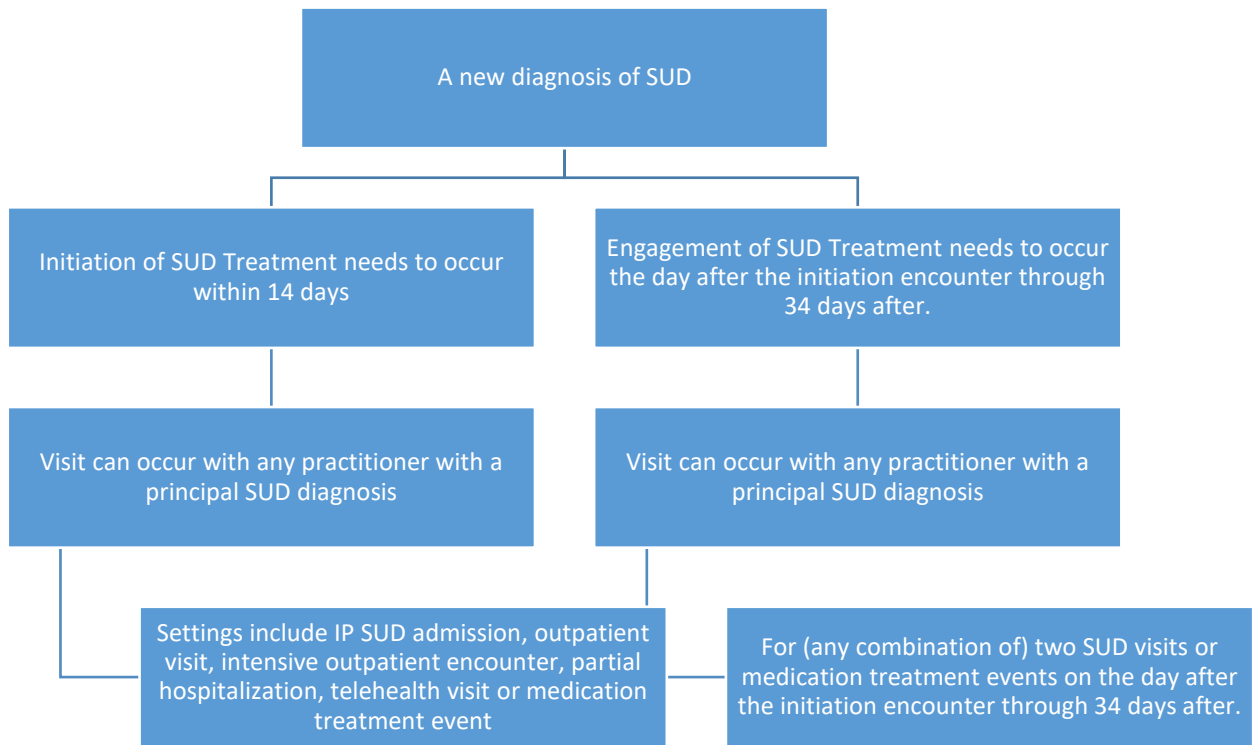 A new diagnosis of SUD
Initiation of SUD Treatment needs to occur
within 14 days
Engagement of SUD Treatment needs to occur
the day after the initiation encounter through
34 days after.
Visit can occur with any practitioner with a
principal SUD diagnosis
Visit can occur with any practitioner with a
principal SUD diagnosis
Settings include IP SUD admission, outpatient
visit, intensive outpatient encounter, partial
hospitalization, telehealth visit or medication
treatment event
For (any combination of) two SUD visits or
medication treatment events on the day after
the initiation encounter through 34 days after.